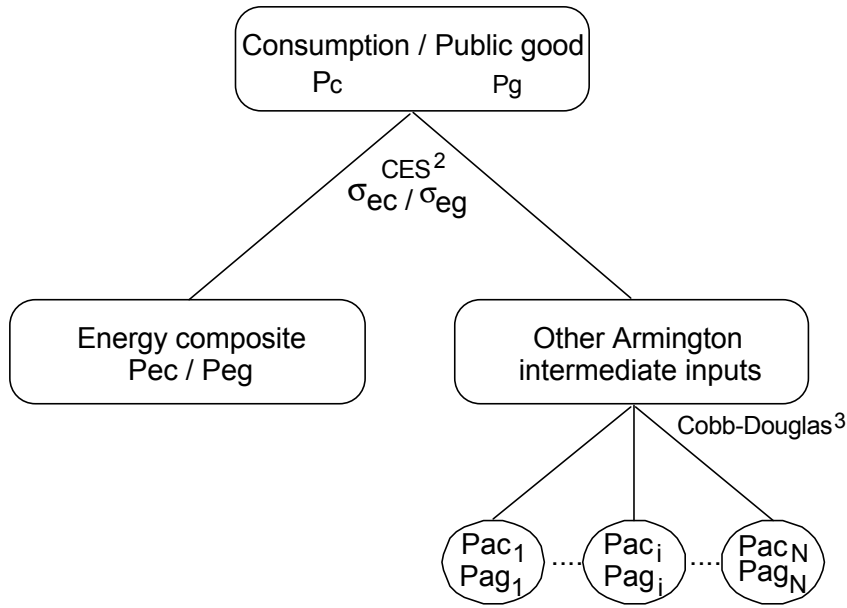 Consumption / Public good
Pc Pg
CES2
σec / σeg
Energy composite
Pec / Peg
Other Armington
intermediate inputs
Cobb-Douglas3
Pac1 .... Paci .... PacN
Pag1 Pagi PagN